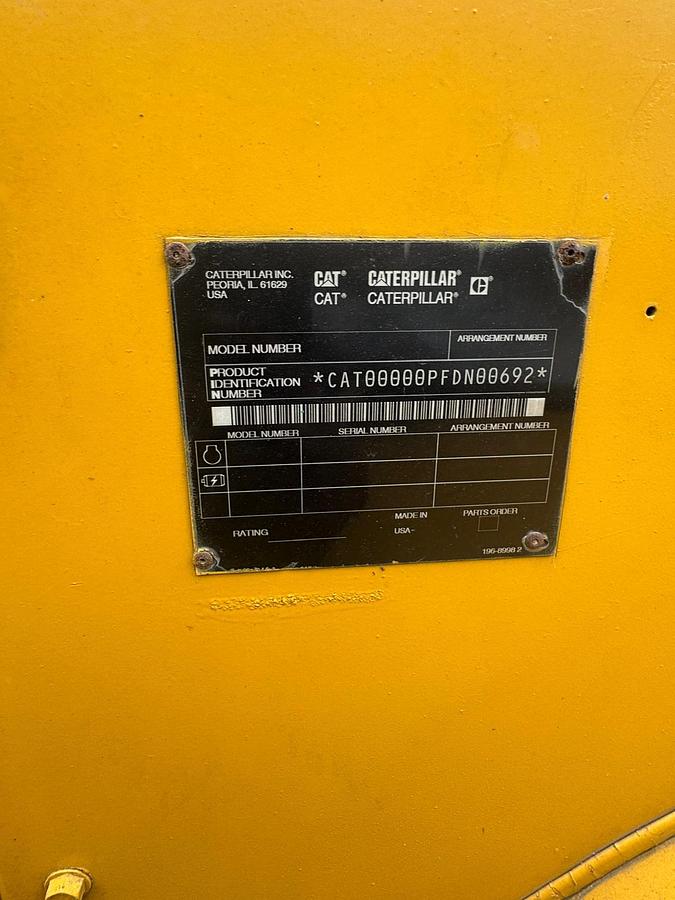 CATERPILLAR INC.
PEORIA, IL. 61629
USA
CAT® CATERPILLAR® C
CAT® CATERPILLAR®
MODEL NUMBER
ARRANGEMENT NUMBER
PRODUCT
IDENTIFICATION
NUMBER
*CAT00000PFDN00692*
MODEL NUMBER SERIAL NUMBER ARRANGEMENT NUMBER
RATING
MADE IN
USA-
PARTS ORDER
196-8998 2